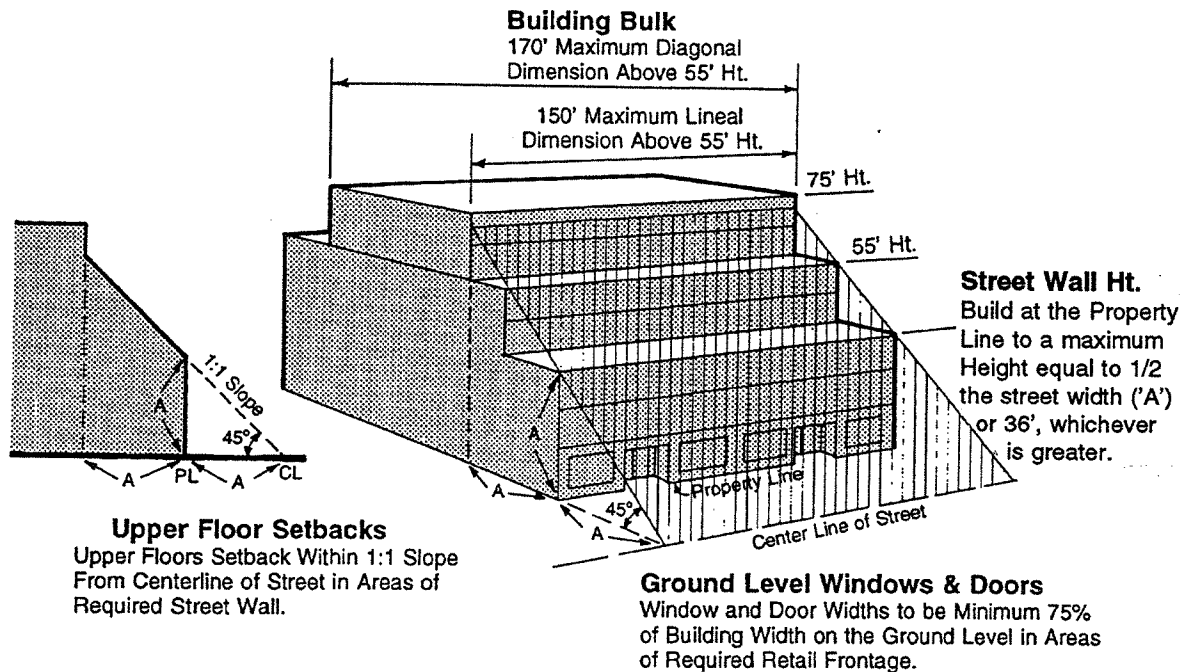 Building Bulk
170' Maximum Diagonal
Dimension Above 55' Ht.
150' Maximum Lineal
Dimension Above 55' Ht.
75' Ht.
55' Ht.
Street Wall Ht.
Build at the Property
Line to a maximum
Height equal to 1/2
the street width ('A')
or 36', whichever
is greater.
1:1 Slope
A
45°
A
PL
A
CL
A
A
A
45°
Property Line
Center Line of Street
Upper Floor Setbacks
Upper Floors Setback Within 1:1 Slope
From Centerline of Street in Areas of
Required Street Wall.
Ground Level Windows & Doors
Window and Door Widths to be Minimum 75%
of Building Width on the Ground Level in Areas
of Required Retail Frontage.